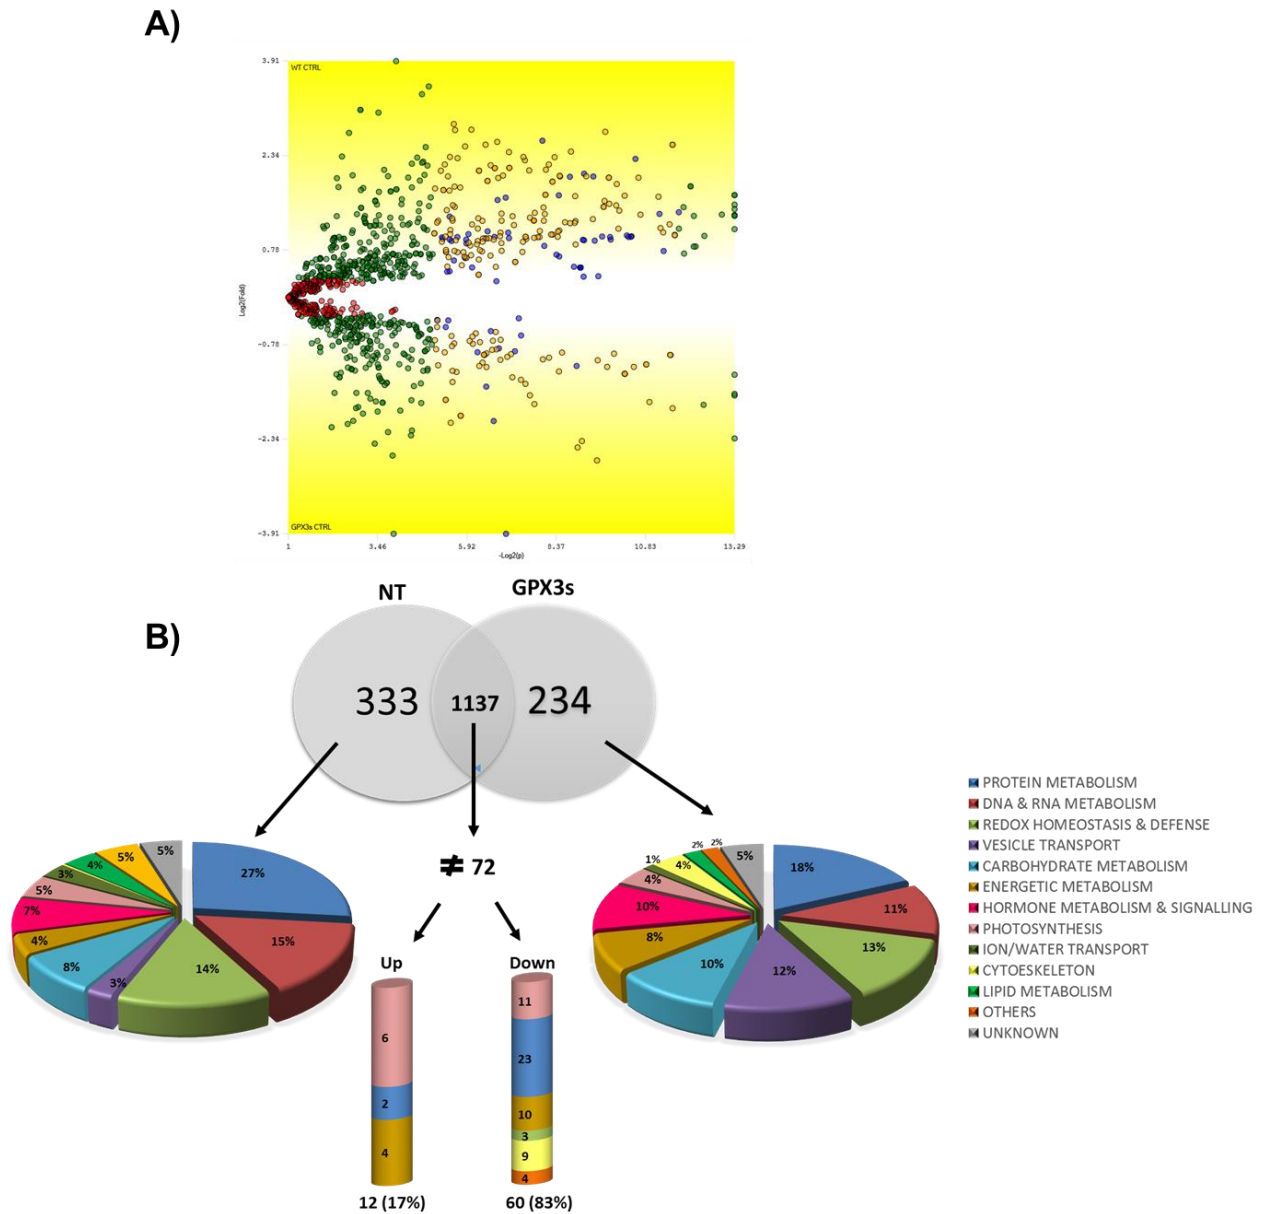 A)
3.91
WT CTRL
2.34
0.78
Log2(Fold)
-0.78
-2.34
GPX3s CTRL
-3.91
1
3.46
5.92
8.37
10.83
13.29
-Log2(p)
B)
NT
GPX3s
333
1137
234
27%
15%
14%
3%
8%
4%
7%
5%
3%
4%
5%
5%
≠ 72
Up
6
2
4
12 (17%)
Down
11
23
10
3
9
4
60 (83%)
18%
11%
13%
12%
10%
8%
10%
4%
1%
4%
2%
2%
5%
PROTEIN METABOLISM
DNA & RNA METABOLISM
REDOX HOMEOSTASIS & DEFENSE
VESICLE TRANSPORT
CARBOHYDRATE METABOLISM
ENERGETIC METABOLISM
HORMONE METABOLISM & SIGNALLING
PHOTOSYNTHESIS
ION/WATER TRANSPORT
CYTOESKELETON
LIPID METABOLISM
OTHERS
UNKNOWN